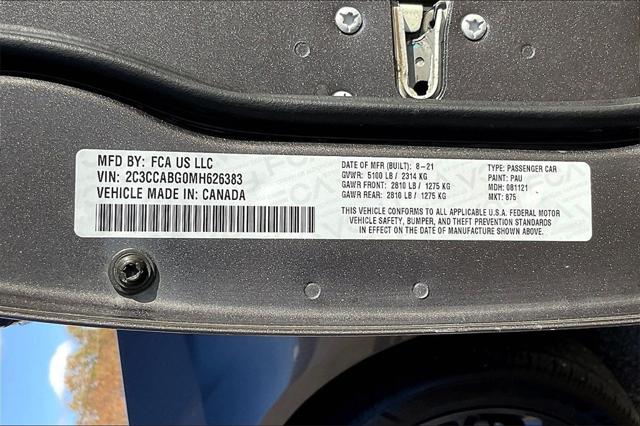 MFD BY: FCA US LLC
VIN: 2C3CCABG0MH626383
VEHICLE MADE IN: CANADA
DATE OF MFR (BUILT): 8-21
GVWR: 5100 LB / 2314 KG
GAWR FRONT: 2810 LB / 1275 KG
GAWR REAR: 2810 LB / 1275 KG
TYPE: PASSENGER CAR
PAINT: PAU
MDH: 081121
MKT: 875
THIS VEHICLE CONFORMS TO ALL APPLICABLE U.S.A. FEDERAL MOTOR
VEHICLE SAFETY, BUMPER, AND THEFT PREVENTION STANDARDS
IN EFFECT ON THE DATE OF MANUFACTURE SHOWN ABOVE.